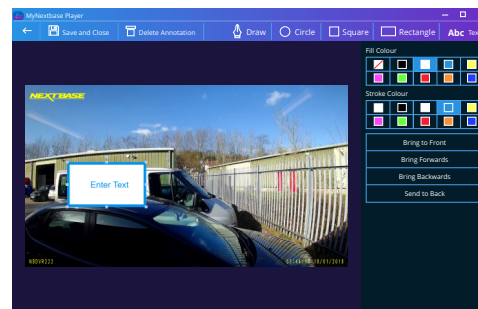 MyNextbase Player
Save and Close
Delete Annotation
Draw
Circle
Square
Rectangle
Abc
Fill Colour
NEXTBASE
Stroke Colour
Bring to Front
Bring Forwards
Bring Backwards
Send to Back
Enter Text
NBDVR222